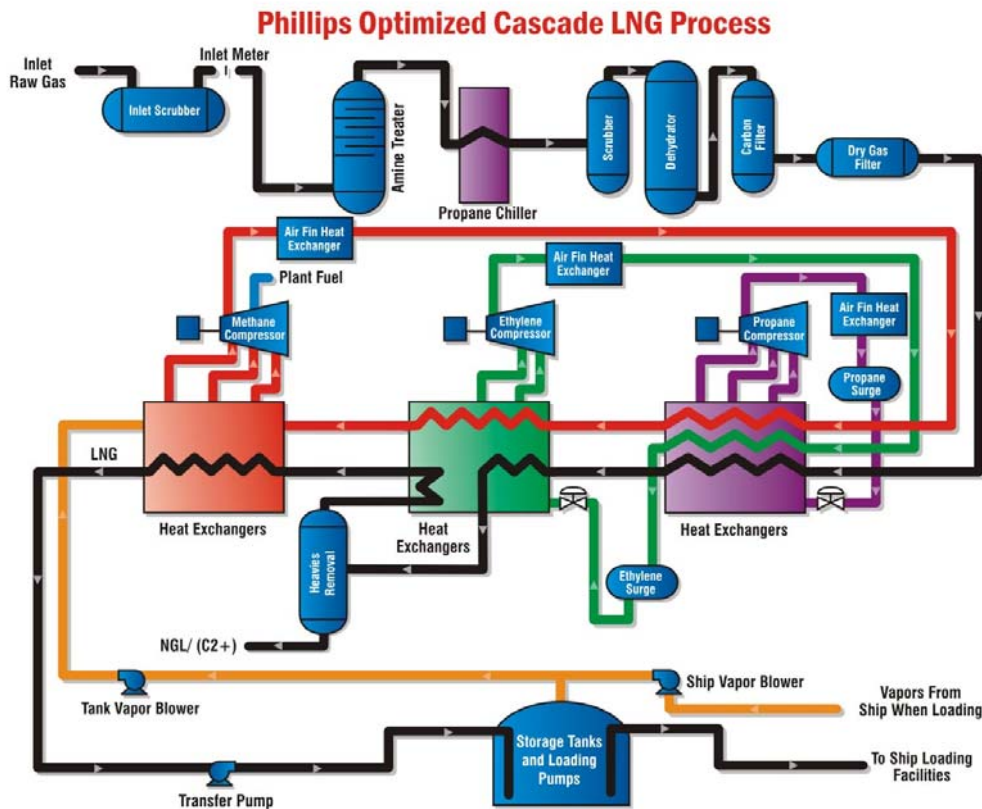 Phillips Optimized Cascade LNG Process
Inlet
Raw Gas
Inlet Meter
Inlet Scrubber
Amine Treater
Propane Chiller
Scrubber
Dehydrator
Carbon
Filter
Dry Gas
Filter
Air Fin Heat
Exchanger
Air Fin Heat
Exchanger
Plant Fuel
Methane
Compressor
Ethylene
Compressor
Propane
Compressor
Air Fin Heat
Exchanger
Propane
Surge
LNG
Heat Exchangers
Heat
Exchangers
Heat Exchangers
Heavies
Removal
Ethylene
Surge
NGL/ (C2+)
Tank Vapor Blower
Ship Vapor Blower
Vapors From
Ship When Loading
Storage Tanks
and Loading
Pumps
Transfer Pump
To Ship Loading
Facilities